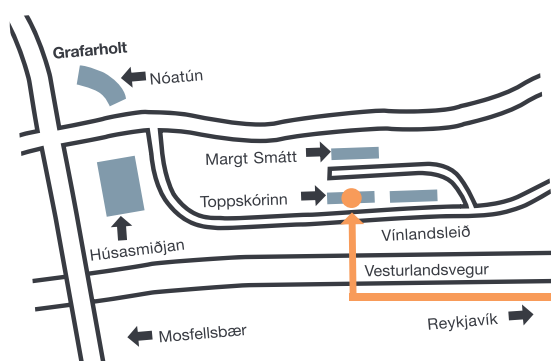 Grafarholt
Nóatún
Margt Smátt
Toppskórinn
Húsasmiðjan
Vínlandsleið
Vesturlandsvegur
Reykjavík
Mosfellsbær